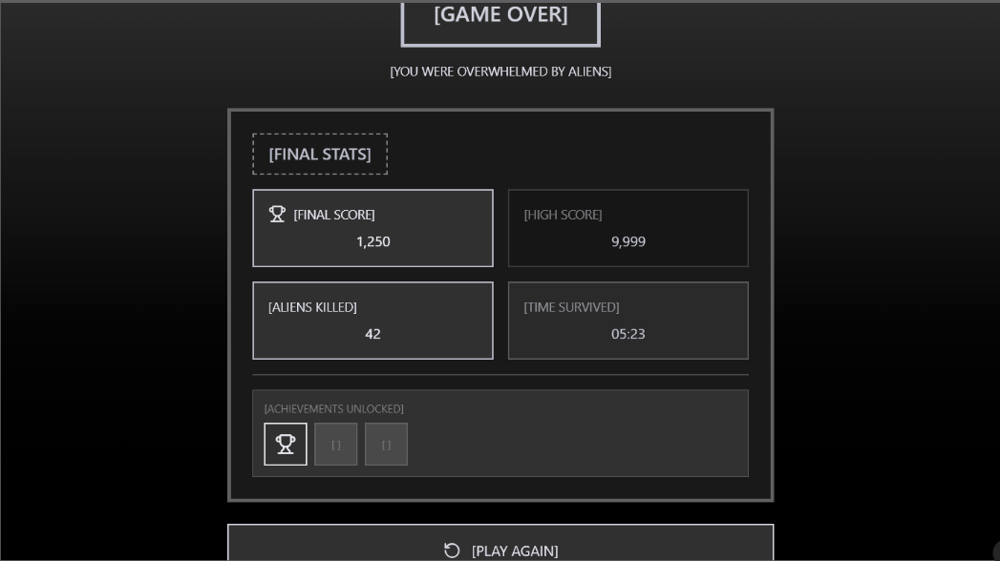 [GAME OVER]
[YOU WERE OVERWHELMED BY ALIENS]
[FINAL STATS]
[FINAL SCORE]
1,250
[HIGH SCORE]
9,999
[ALIENS KILLED]
42
[TIME SURVIVED]
05:23
[ACHIEVEMENTS UNLOCKED]
[ ]
[ ]
[PLAY AGAIN]